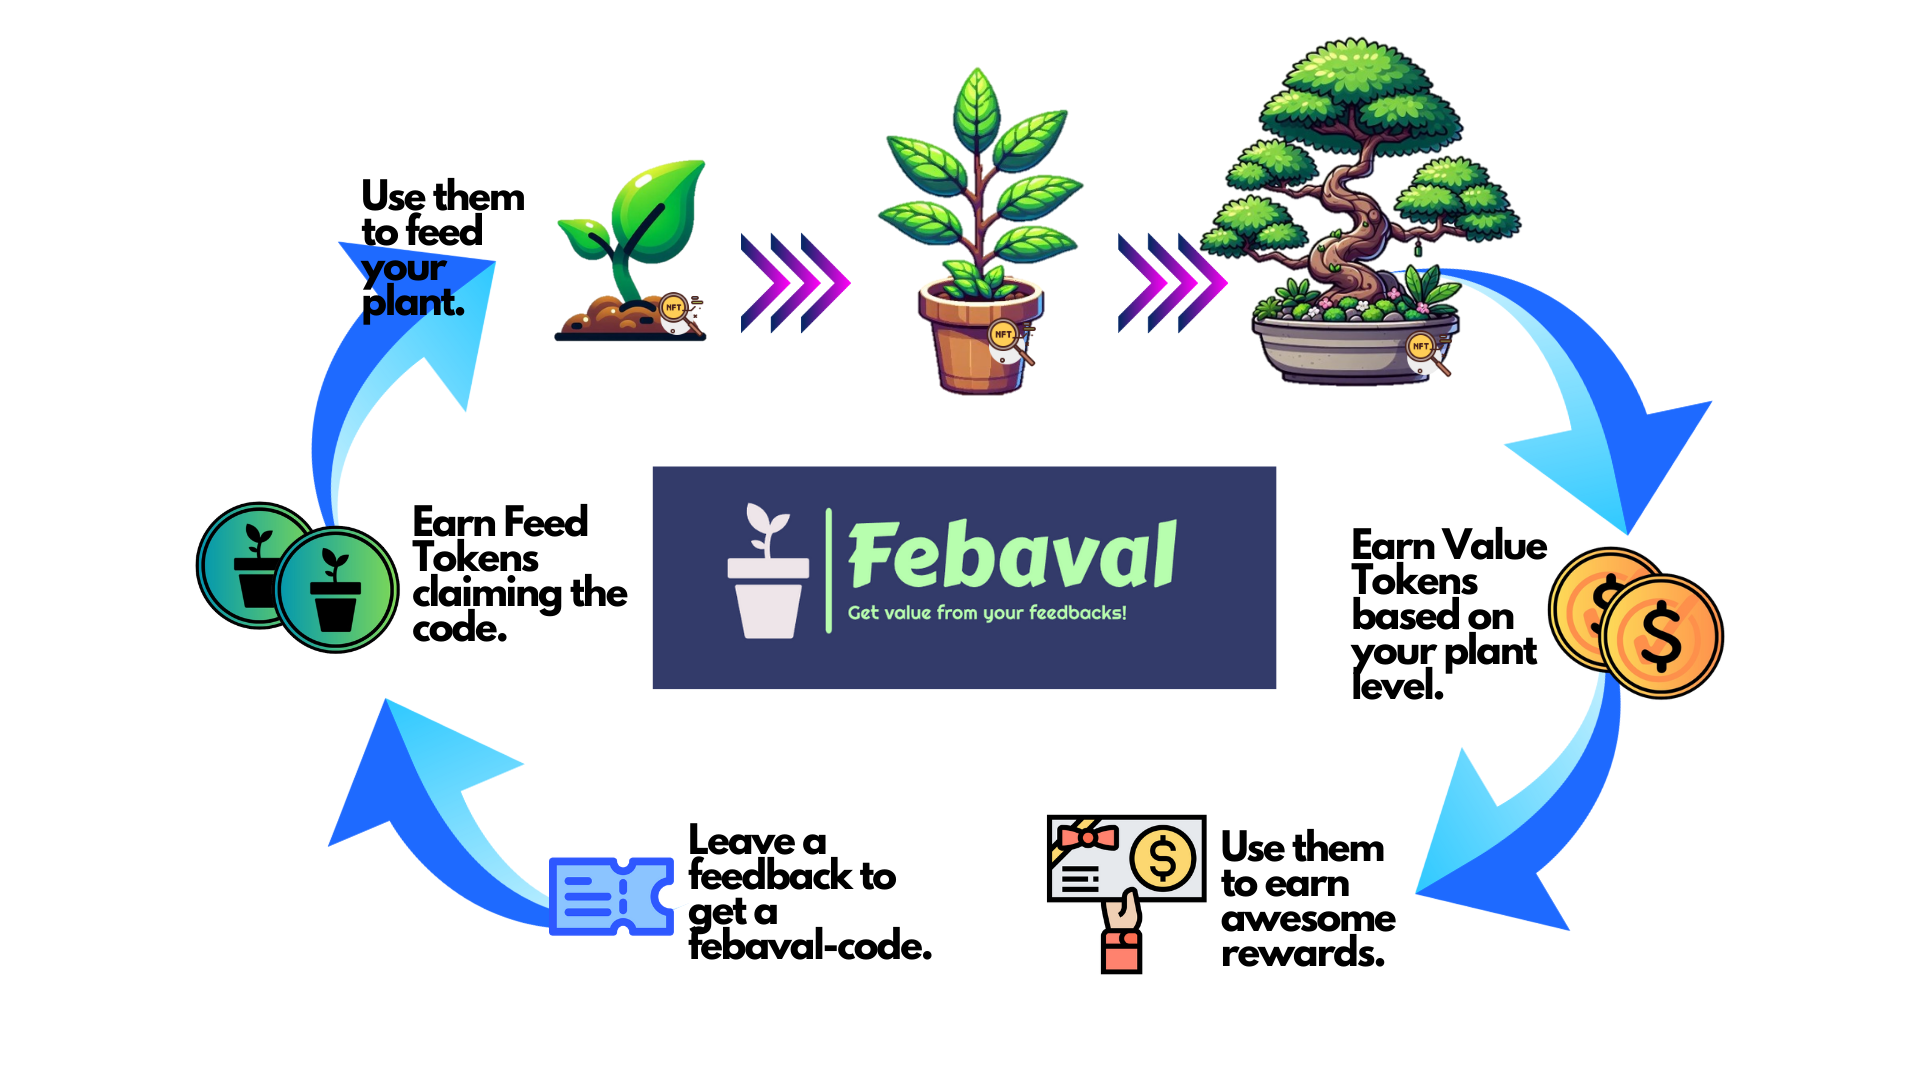 Use them
to feed
your
plant.
NFT
NFT
NFT
Earn Feed
Tokens
claiming the
code.
Febaval
Get value from your feedbacks!
Earn Value
Tokens
based on
your plant
level.
$
$
Leave a
feedback to
get a
febaval-code.
$
Use them
to earn
awesome
rewards.